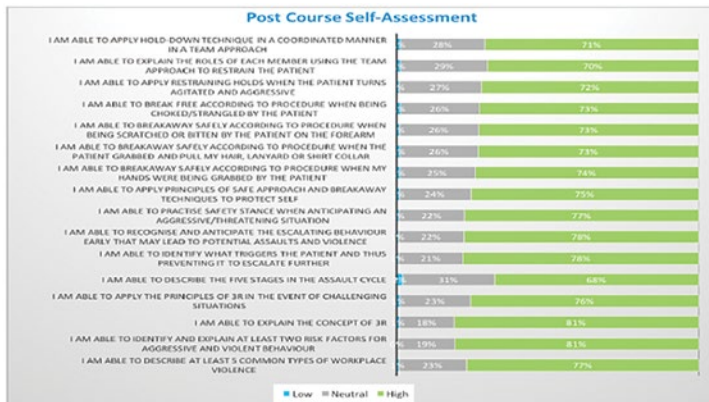 Post Course Self-Assessment
I AM ABLE TO APPLY HOLD-DOWN TECHNIQUE IN A COORDINATED MANNER
IN A TEAM APPROACH
% 28% 71%
I AM ABLE TO EXPLAIN THE ROLES OF EACH MEMBER USING THE TEAM
APPROACH TO RESTRAIN THE PATIENT
% 29% 70%
I AM ABLE TO APPLY RESTRAINING HOLDS WHEN THE PATIENT TURNS
AGITATED AND AGGRESSIVE
% 27% 72%
I AM ABLE TO BREAK FREE ACCORDING TO PROCEDURE WHEN BEING
CHOKED/STRANGLED BY THE PATIENT
% 26% 73%
I AM ABLE TO BREAKAWAY SAFELY ACCORDING TO PROCEDURE WHEN
BEING SCRATCHED OR BITTEN BY THE PATIENT ON THE FOREARM
% 26% 73%
I AM ABLE TO BREAKAWAY SAFELY ACCORDING TO PROCEDURE WHEN THE
PATIENT GRABBED AND PULL MY HAIR, LANYARD OR SHIRT COLLAR
% 26% 73%
I AM ABLE TO BREAKAWAY SAFELY ACCORDING TO PROCEDURE WHEN MY
HANDS WERE BEING GRABBED BY THE PATIENT
% 25% 74%
I AM ABLE TO APPLY PRINCIPLES OF SAFE APPROACH AND BREAKAWAY
TECHNIQUES TO PROTECT SELF
% 24% 75%
I AM ABLE TO PRACTISE SAFETY STANCE WHEN ANTICIPATING AN
AGGRESSIVE/THREATENING SITUATION
% 22% 77%
I AM ABLE TO RECOGNISE AND ANTICIPATE THE ESCALATING BEHAVIOUR
EARLY THAT MAY LEAD TO POTENTIAL ASSAULTS AND VIOLENCE
% 22% 78%
I AM ABLE TO IDENTIFY WHAT TRIGGERS THE PATIENT AND THUS
PREVENTING IT TO ESCALATE FURTHER
% 21% 78%
I AM ABLE TO DESCRIBE THE FIVE STAGES IN THE ASSAULT CYCLE
31% 68%
I AM ABLE TO APPLY THE PRINCIPLES OF 3R IN THE EVENT OF CHALLENGING
SITUATIONS
% 23% 76%
I AM ABLE TO EXPLAIN THE CONCEPT OF 3R
% 18% 81%
I AM ABLE TO IDENTIFY AND EXPLAIN AT LEAST TWO RISK FACTORS FOR
AGGRESSIVE AND VIOLENT BEHAVIOUR
% 19% 81%
I AM ABLE TO DESCRIBE AT LEAST 5 COMMON TYPES OF WORKPLACE
VIOLENCE
% 23% 77%
Low Neutral High